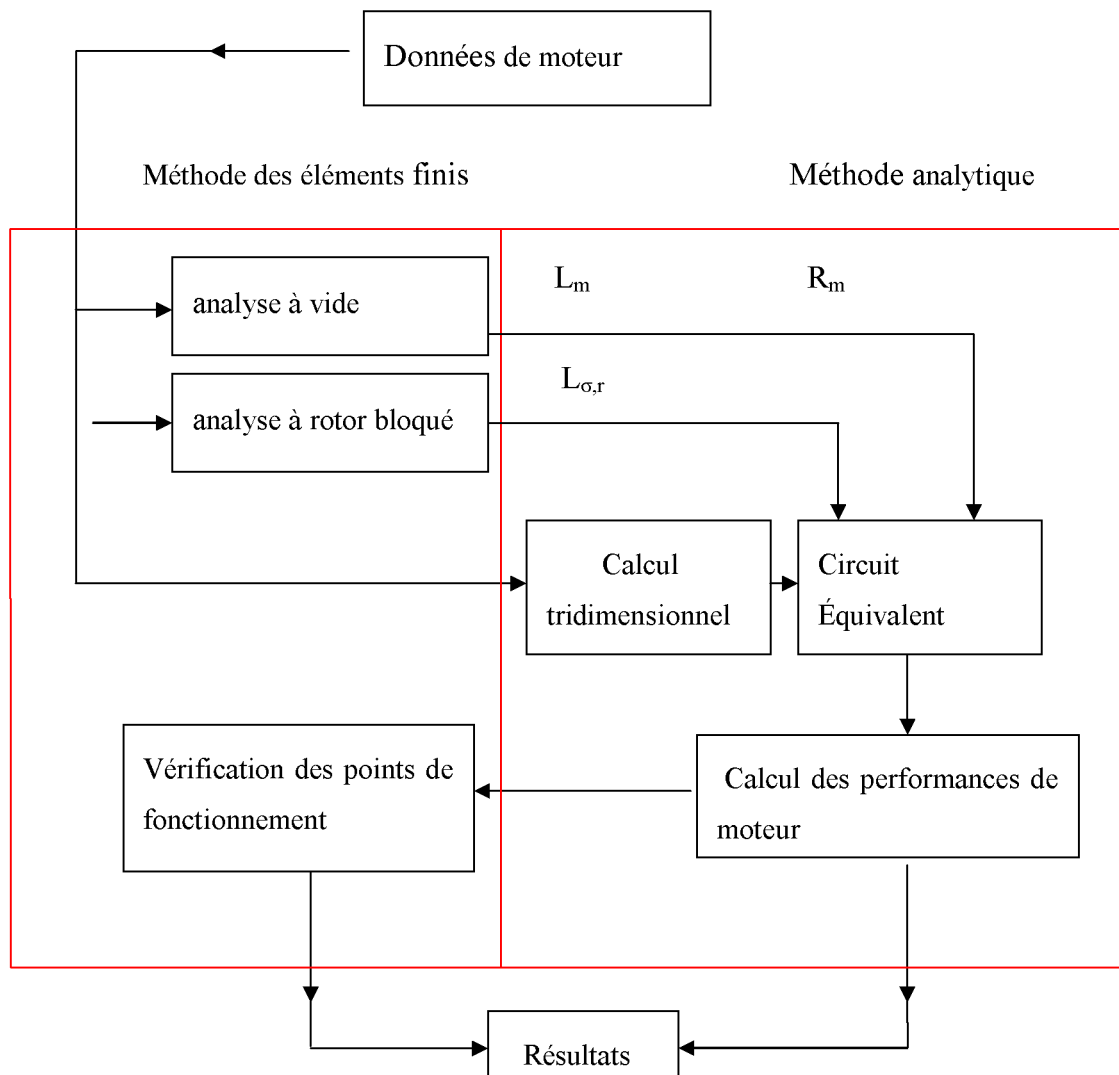 Données de moteur
Méthode des éléments finis
Méthode analytique
analyse à vide
Lm
Rm
analyse à rotor bloqué
Lσ,r
Calcul
tridimensionnel
Circuit
Équivalent
Vérification des points de
fonctionnement
Calcul des performances de
moteur
Résultats